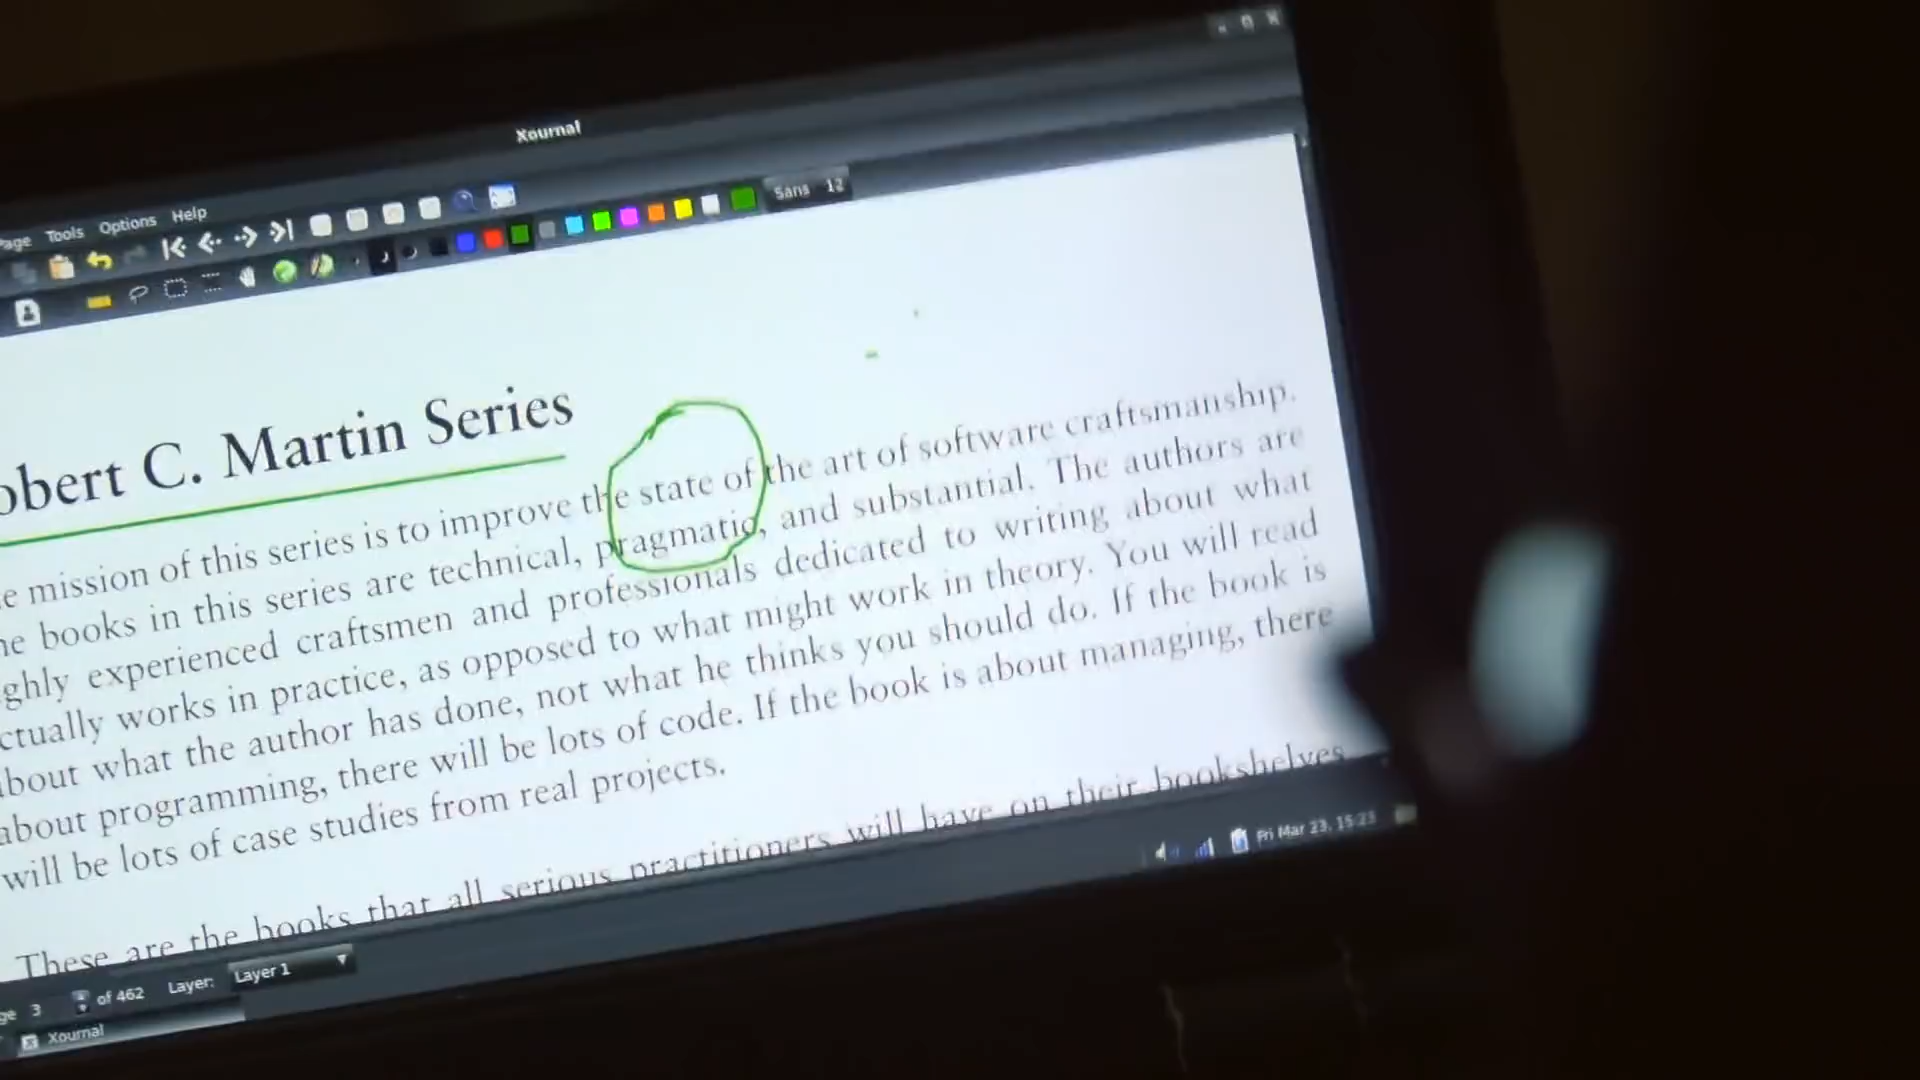 Xournal
Page Tools Options Help
Sans 12
obert C. Martin Series
e mission of this series is to improve the state of the art of software craftsmanship.
he books in this series are technical, pragmatic, and substantial. The authors are
ghly experienced craftsmen and professionals dedicated to writing about what
ctually works in practice, as opposed to what might work in theory. You will read
about what the author has done, not what he thinks you should do. If the book is
about programming, there will be lots of code. If the book is about managing, there
will be lots of case studies from real projects.
These are the books that all serious practitioners will have on their bookshelves
ge 3 of 462 Layer: Layer 1
Xournal
Fri Mar 23, 15:23